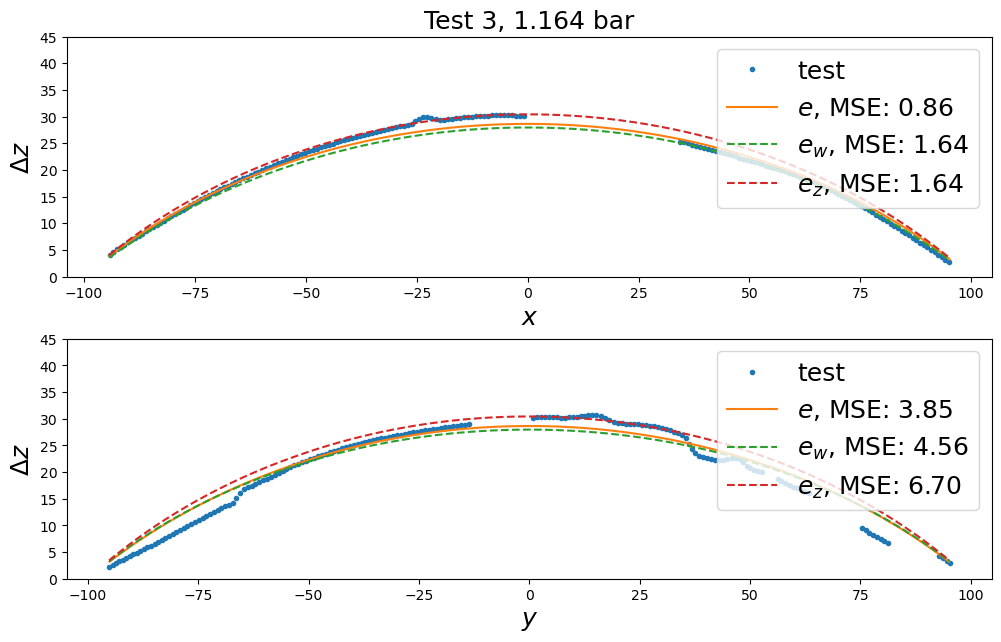 Test 3, 1.164 bar
45
40
35
30
25
20
15
10
5
0
Δz
−100
−75
−50
−25
0
25
50
75
100
x
test
e, MSE: 0.86
e_w, MSE: 1.64
e_z, MSE: 1.64
45
40
35
30
25
20
15
10
5
0
Δz
−100
−75
−50
−25
0
25
50
75
100
y
test
e, MSE: 3.85
e_w, MSE: 4.56
e_z, MSE: 6.70